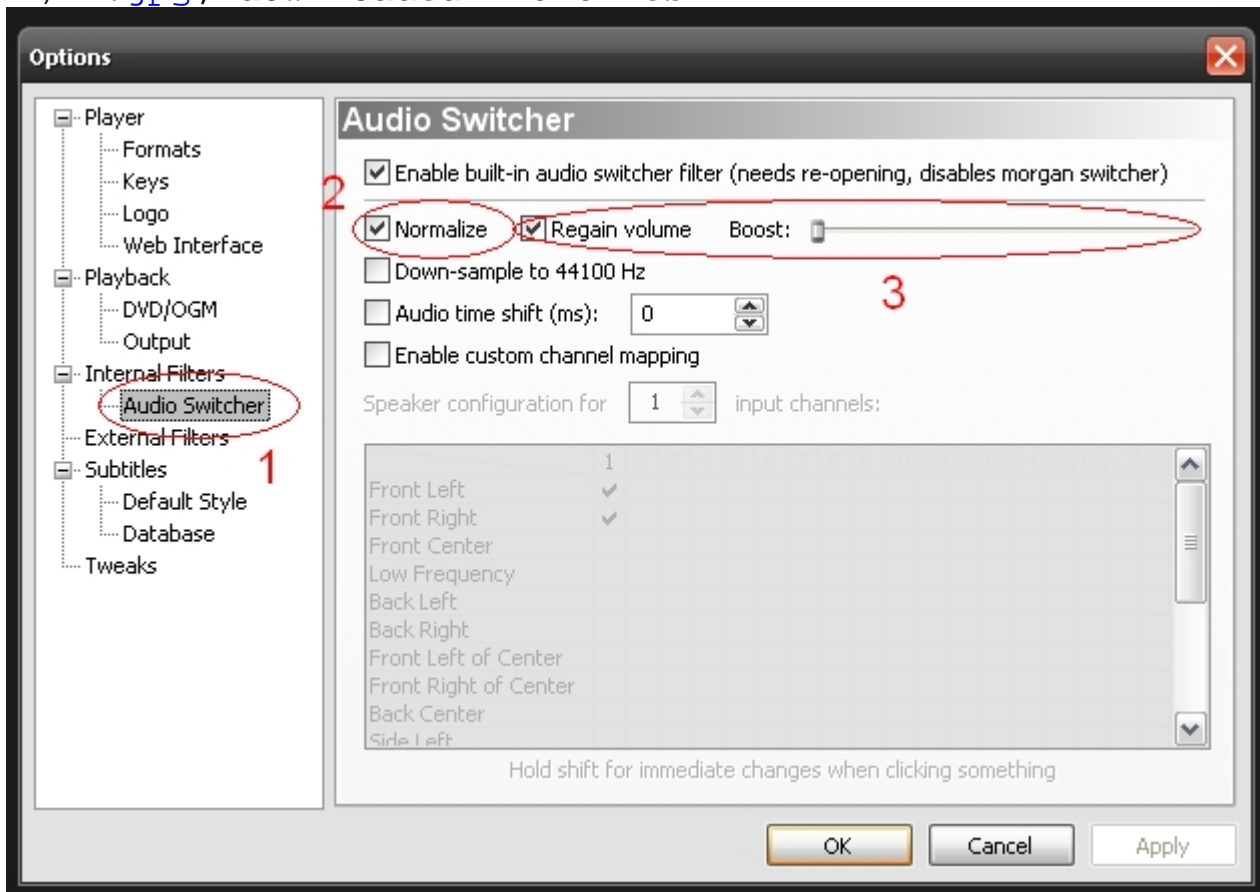 Options
Player
Formats
Keys
Logo
Web Interface
Playback
DVD/OGM
Output
Internal Filters
Audio Switcher
External Filters
1
Subtitles
Default Style
Database
Tweaks
Audio Switcher
Enable built-in audio switcher filter (needs re-opening, disables morgan switcher)
2
Normalize Regain volume Boost:
3
Down-sample to 44100 Hz
Audio time shift (ms): 0
Enable custom channel mapping
Speaker configuration for 1 input channels:
1
Front Left
Front Right
Front Center
Low Frequency
Back Left
Back Right
Front Left of Center
Front Right of Center
Back Center
Side Left
Hold shift for immediate changes when clicking something
OK Cancel Apply